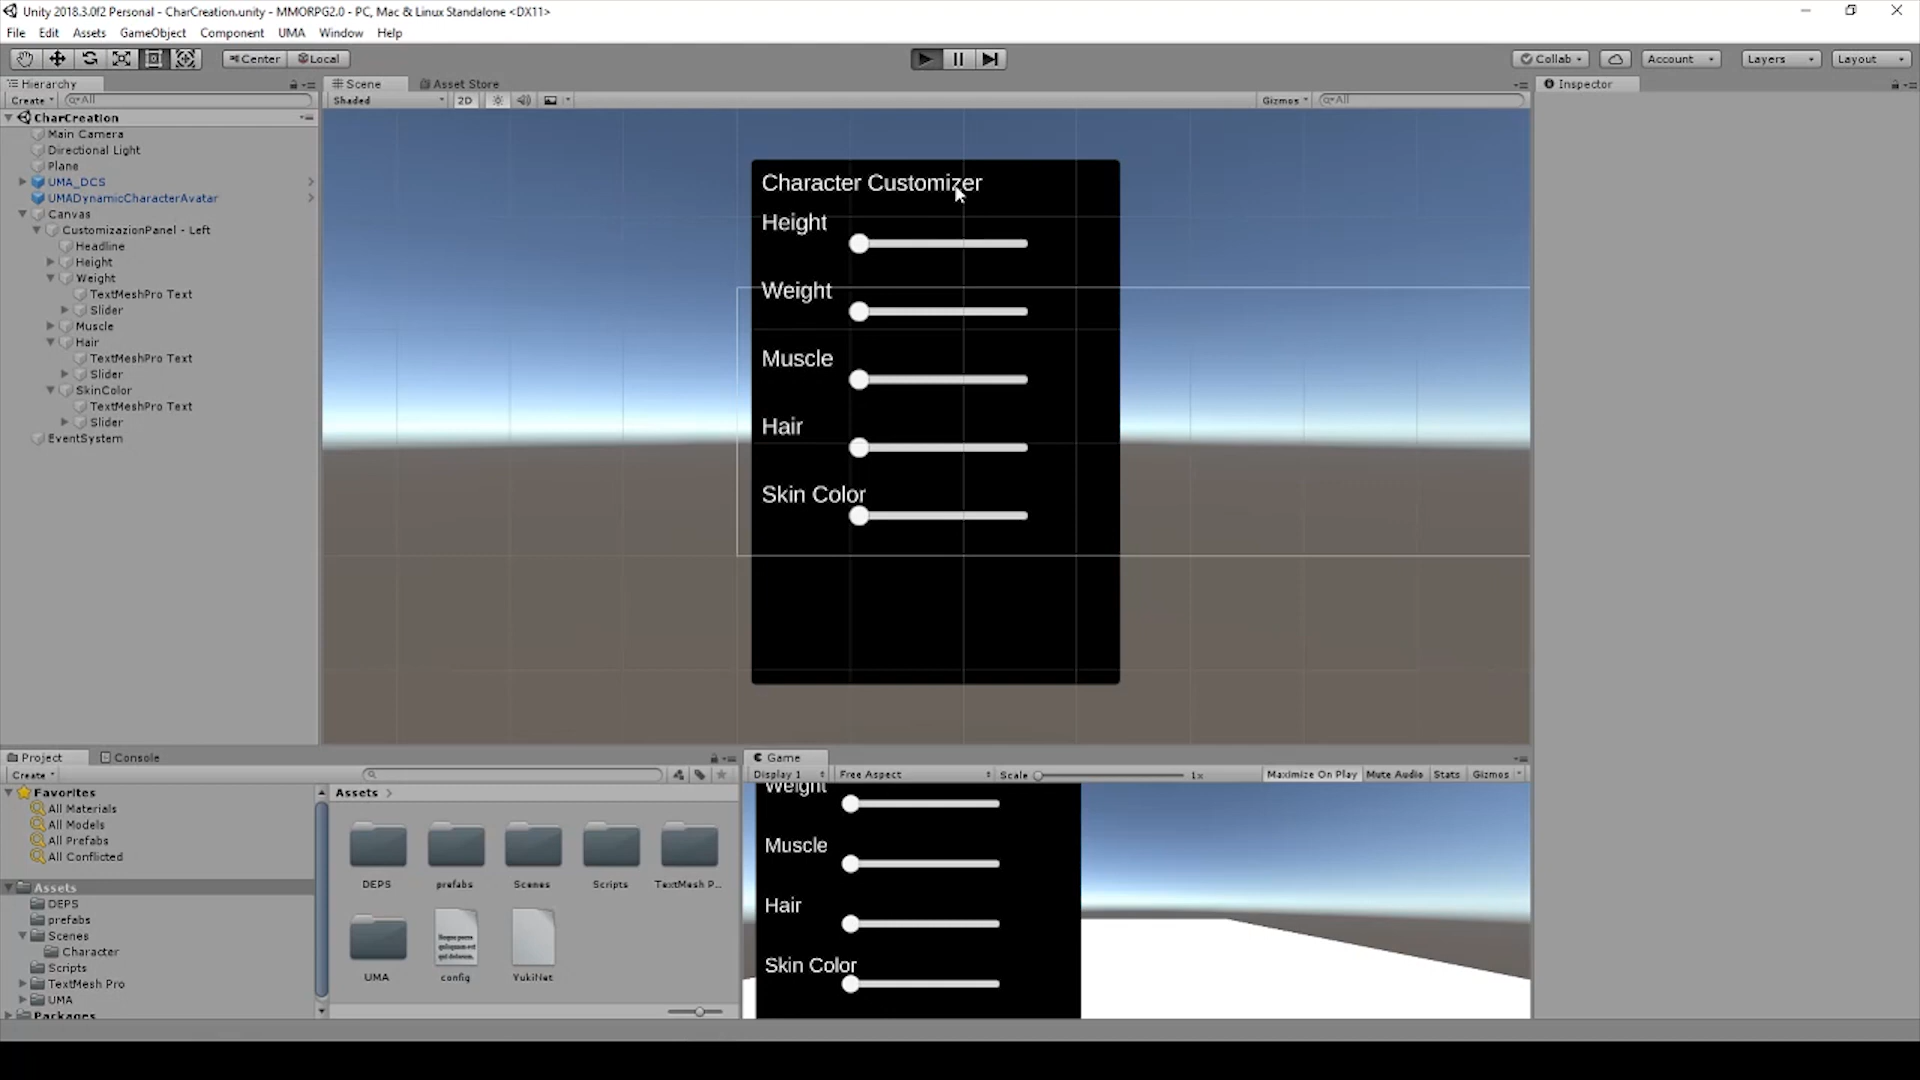 Unity 2018.3.0f2 Personal - CharCreation.unity - MMORPG2.0 - PC, Mac & Linux Standalone <DX11>
File Edit Assets GameObject Component UMA Window Help
Center Local Collab Account Layers Layout
Hierarchy
Create All
CharCreation
Main Camera
Directional Light
Plane
UMA_DCS
UMADynamicCharacterAvatar
Canvas
CustomizazionPanel - Left
Headline
Height
Weight
TextMeshPro Text
Slider
Muscle
Hair
TextMeshPro Text
Slider
SkinColor
TextMeshPro Text
Slider
EventSystem
Scene Asset Store
Shaded 2D Gizmos All
Character Customizer
Height
Weight
Muscle
Hair
Skin Color
Inspector
Project Console
Create
Favorites
All Materials
All Models
All Prefabs
All Conflicted
Assets
DEPS
prefabs
Scenes
Character
Scripts
TextMesh Pro
UMA
Packages
Assets
DEPS prefabs Scenes Scripts TextMesh P...
UMA config YukiNet
Game
Display 1 Free Aspect Scale 1x Maximize On Play Mute Audio Stats Gizmos
Weight
Muscle
Hair
Skin Color